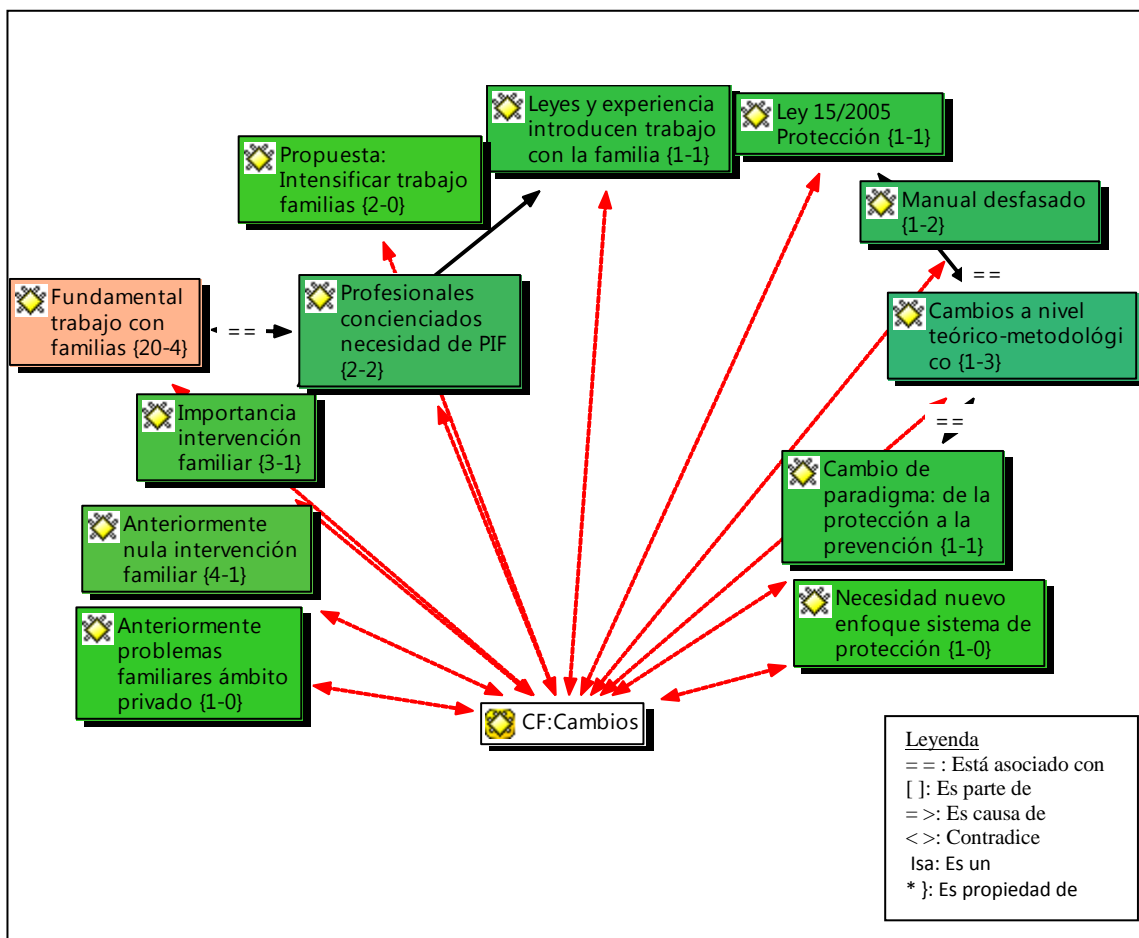 Leyes y experiencia
introducen trabajo
con la familia {1-1}
Ley 15/2005
Protección {1-1}
Propuesta:
Intensificar trabajo
familias {2-0}
Manual desfasado
{1-2}
==
Fundamental
trabajo con
familias {20-4}
==
Profesionales
concienciados
necesidad de PIF
{2-2}
Cambios a nivel
teórico-metodológi
co {1-3}
==
Importancia
intervención
familiar {3-1}
Cambio de
paradigma: de la
protección a la
prevención {1-1}
Anteriormente
nula intervención
familiar {4-1}
Necesidad nuevo
enfoque sistema de
protección {1-0}
Anteriormente
problemas
familiares ámbito
privado {1-0}
CF:Cambios
Leyenda
= = : Está asociado con
[ ]: Es parte de
= >: Es causa de
< >: Contradice
Isa: Es un
* }: Es propiedad de